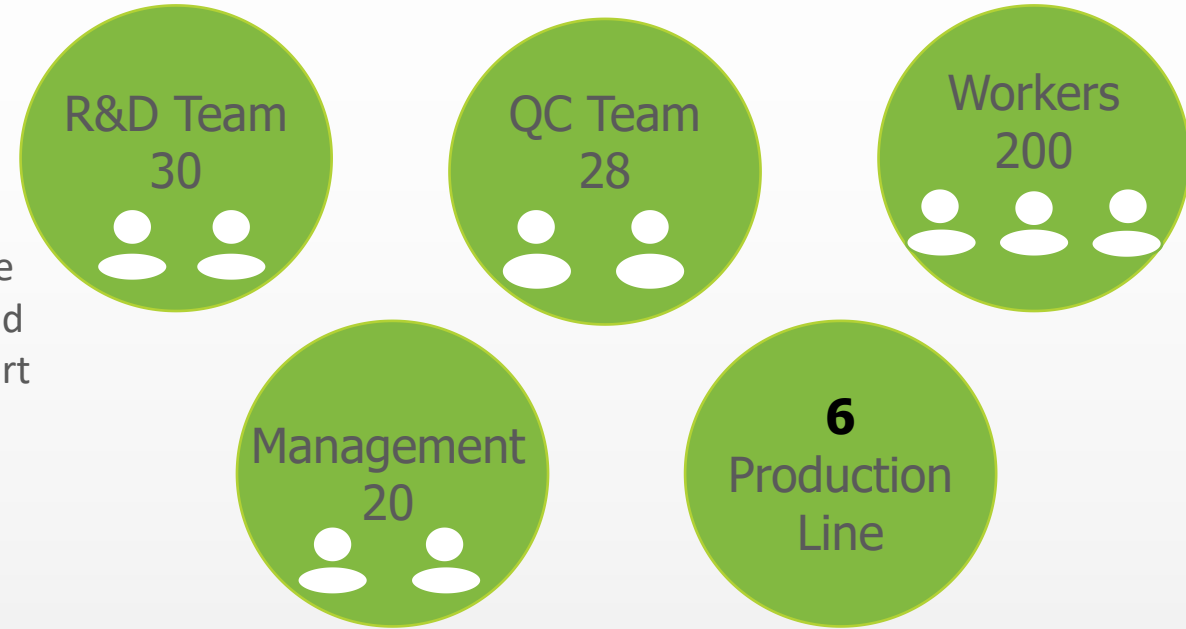 R&D Team
30
QC Team
28
Workers
200
Management
20
6
Production
Line